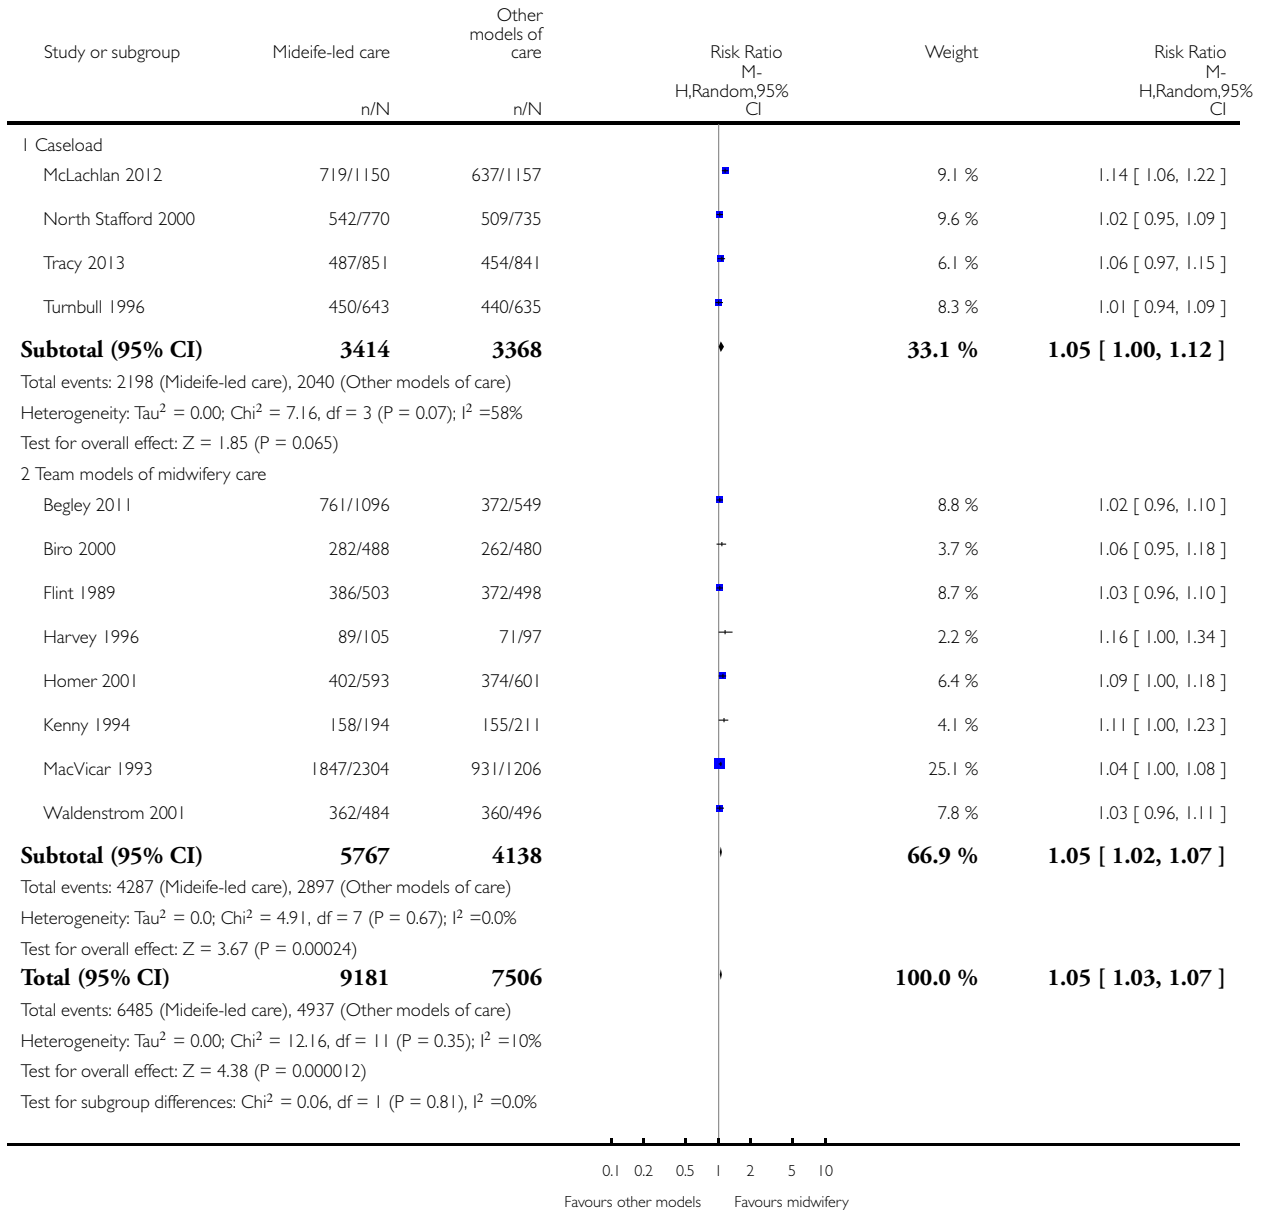 Study or subgroup Mideife-led care Other models of care Risk Ratio Weight Risk Ratio
M-H,Random,95% CI M-H,Random,95% CI
n/N n/N
1 Caseload
McLachlan 2012 719/1150 637/1157 9.1 % 1.14 [ 1.06, 1.22 ]
North Stafford 2000 542/770 509/735 9.6 % 1.02 [ 0.95, 1.09 ]
Tracy 2013 487/851 454/841 6.1 % 1.06 [ 0.97, 1.15 ]
Turnbull 1996 450/643 440/635 8.3 % 1.01 [ 0.94, 1.09 ]
Subtotal (95% CI) 3414 3368 33.1 % 1.05 [ 1.00, 1.12 ]
Total events: 2198 (Mideife-led care), 2040 (Other models of care)
Heterogeneity: Tau² = 0.00; Chi² = 7.16, df = 3 (P = 0.07); I² =58%
Test for overall effect: Z = 1.85 (P = 0.065)
2 Team models of midwifery care
Begley 2011 761/1096 372/549 8.8 % 1.02 [ 0.96, 1.10 ]
Biro 2000 282/488 262/480 3.7 % 1.06 [ 0.95, 1.18 ]
Flint 1989 386/503 372/498 8.7 % 1.03 [ 0.96, 1.10 ]
Harvey 1996 89/105 71/97 2.2 % 1.16 [ 1.00, 1.34 ]
Homer 2001 402/593 374/601 6.4 % 1.09 [ 1.00, 1.18 ]
Kenny 1994 158/194 155/211 4.1 % 1.11 [ 1.00, 1.23 ]
MacVicar 1993 1847/2304 931/1206 25.1 % 1.04 [ 1.00, 1.08 ]
Waldenstrom 2001 362/484 360/496 7.8 % 1.03 [ 0.96, 1.11 ]
Subtotal (95% CI) 5767 4138 66.9 % 1.05 [ 1.02, 1.07 ]
Total events: 4287 (Mideife-led care), 2897 (Other models of care)
Heterogeneity: Tau² = 0.0; Chi² = 4.91, df = 7 (P = 0.67); I² =0.0%
Test for overall effect: Z = 3.67 (P = 0.00024)
Total (95% CI) 9181 7506 100.0 % 1.05 [ 1.03, 1.07 ]
Total events: 6485 (Mideife-led care), 4937 (Other models of care)
Heterogeneity: Tau² = 0.00; Chi² = 12.16, df = 11 (P = 0.35); I² =10%
Test for overall effect: Z = 4.38 (P = 0.000012)
Test for subgroup differences: Chi² = 0.06, df = 1 (P = 0.81), I² =0.0%
0.1 0.2 0.5 1 2 5 10
Favours other models Favours midwifery